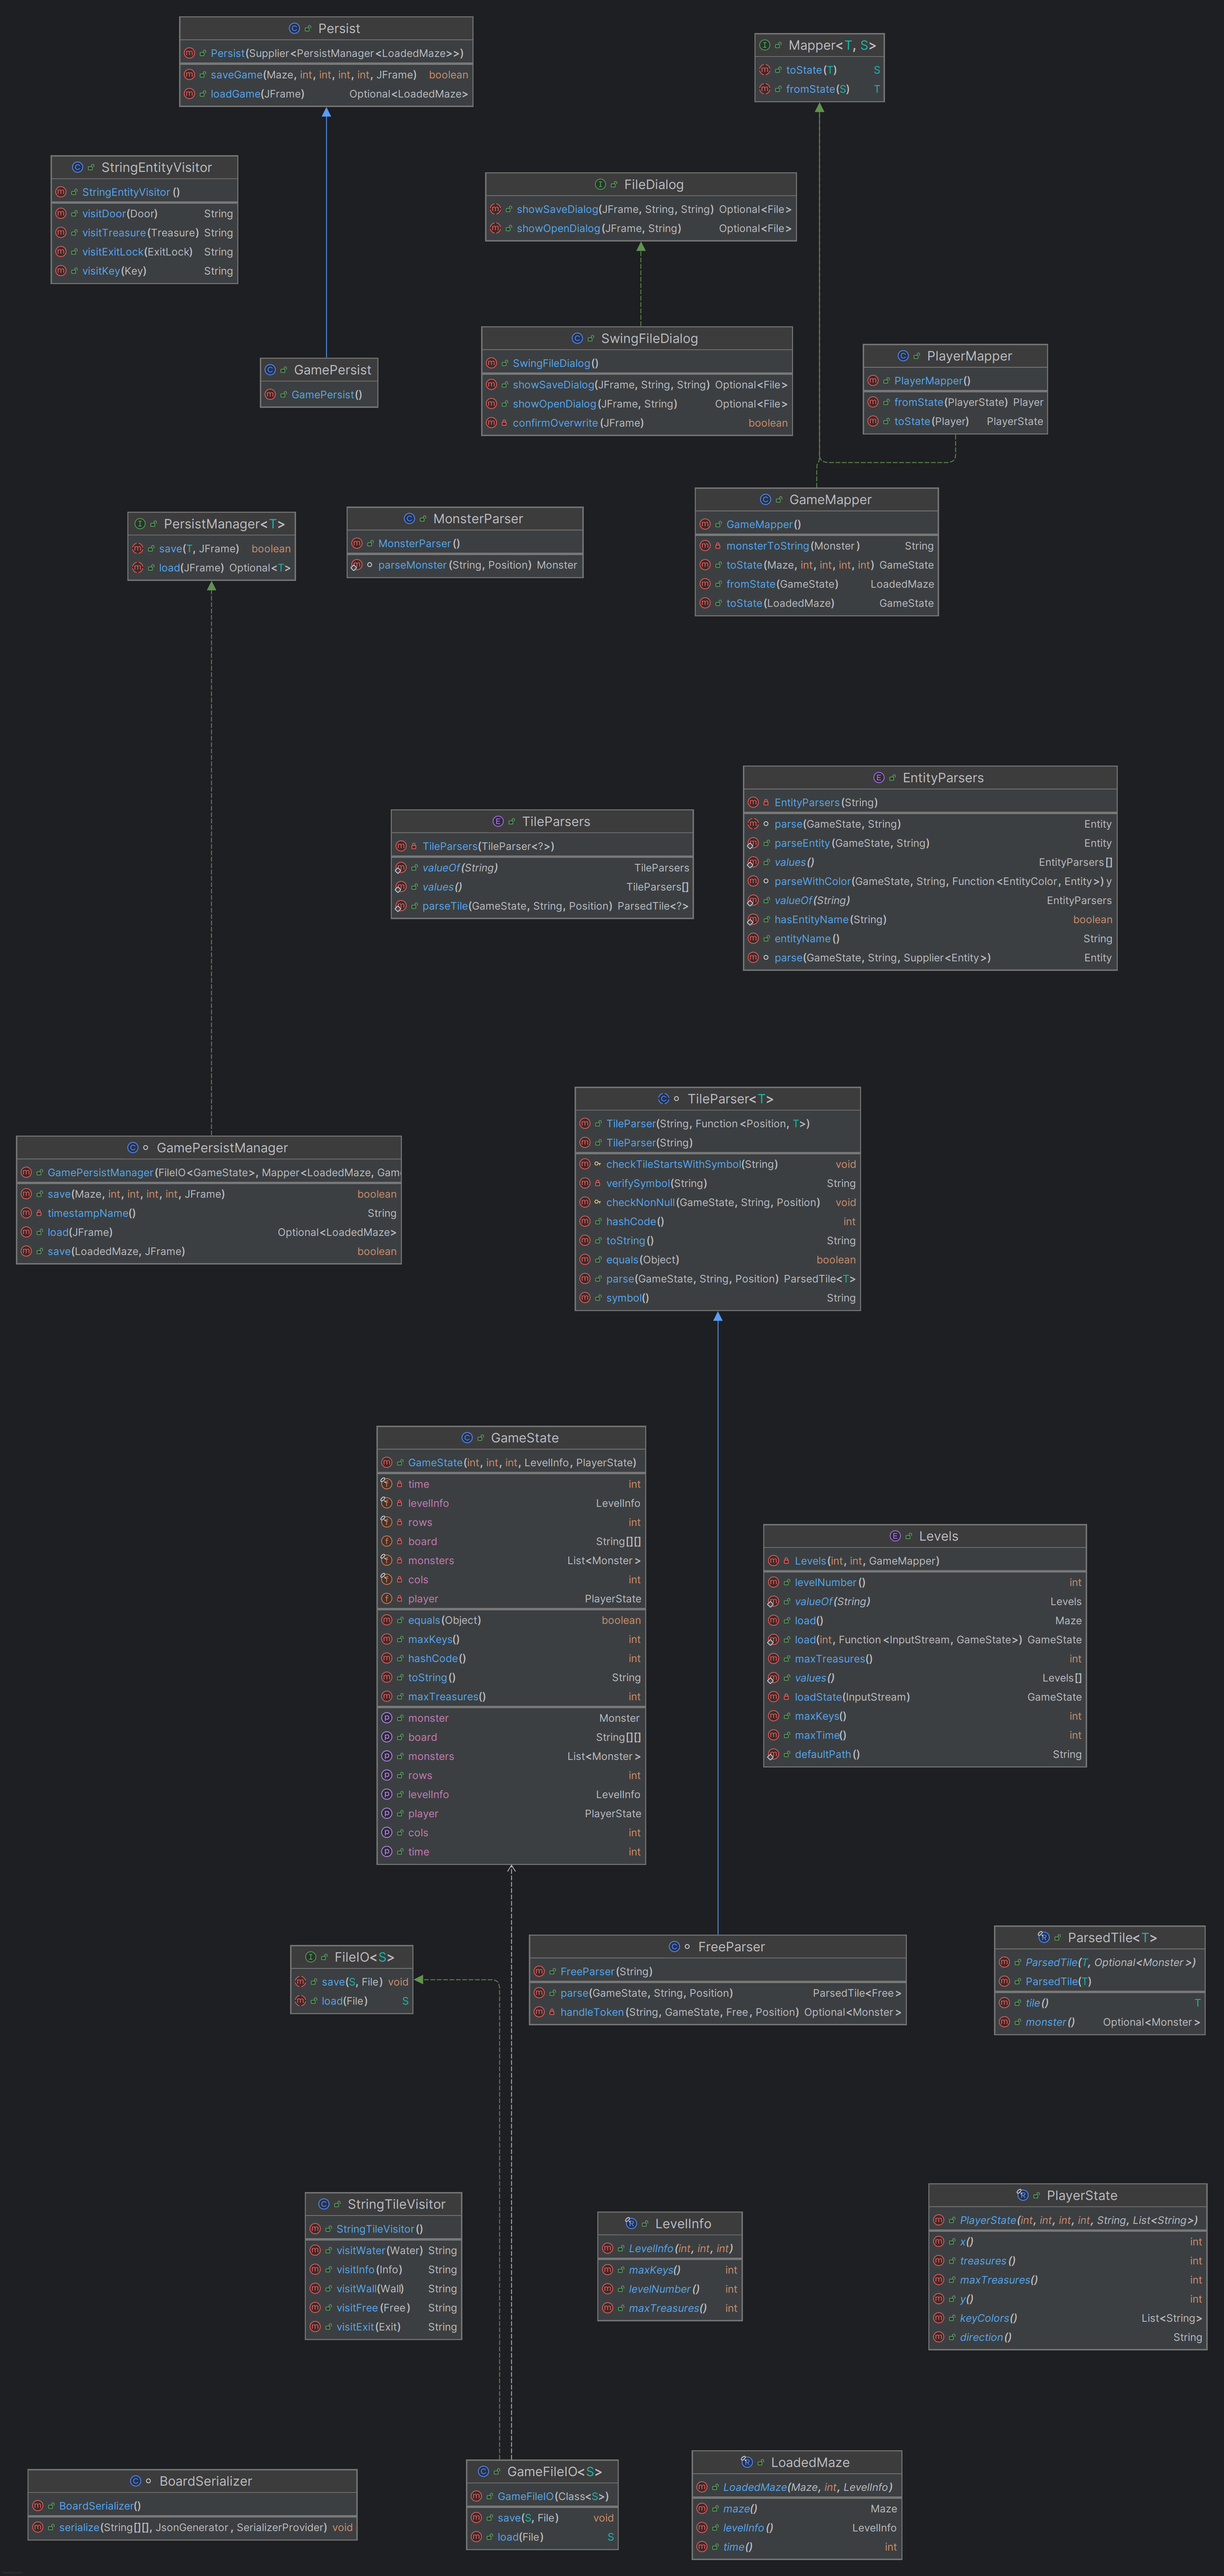 Persist
Persist(Supplier<PersistManager<LoadedMaze>>)
saveGame(Maze, int, int, int, int, JFrame) boolean
loadGame(JFrame) Optional<LoadedMaze>
Mapper<T, S>
toState(T) S
fromState(S) T
StringEntityVisitor
StringEntityVisitor()
visitDoor(Door) String
visitTreasure(Treasure) String
visitExitLock(ExitLock) String
visitKey(Key) String
FileDialog
showSaveDialog(JFrame, String, String) Optional<File>
showOpenDialog(JFrame, String) Optional<File>
SwingFileDialog
SwingFileDialog()
showSaveDialog(JFrame, String, String) Optional<File>
showOpenDialog(JFrame, String) Optional<File>
confirmOverwrite(JFrame) boolean
PlayerMapper
PlayerMapper()
fromState(PlayerState) Player
toState(Player) PlayerState
GamePersist
GamePersist()
PersistManager<T>
save(T, JFrame) boolean
load(JFrame) Optional<T>
MonsterParser
MonsterParser()
parseMonster(String, Position) Monster
GameMapper
GameMapper()
monsterToString(Monster) String
toState(Maze, int, int, int, int) GameState
fromState(GameState) LoadedMaze
toState(LoadedMaze) GameState
TileParsers
TileParsers(TileParser<?>)
valueOf(String) TileParsers
values() TileParsers[]
parseTile(GameState, String, Position) ParsedTile<?>
EntityParsers
EntityParsers(String)
parse(GameState, String) Entity
parseEntity(GameState, String) Entity
values() EntityParsers[]
parseWithColor(GameState, String, Function<EntityColor, Entity>) y
valueOf(String) EntityParsers
hasEntityName(String) boolean
entityName() String
parse(GameState, String, Supplier<Entity>) Entity
GamePersistManager
GamePersistManager(FileIO<GameState>, Mapper<LoadedMaze, Gam
save(Maze, int, int, int, int, JFrame) boolean
timestampName() String
load(JFrame) Optional<LoadedMaze>
save(LoadedMaze, JFrame) boolean
TileParser<T>
TileParser(String, Function<Position, T>)
TileParser(String)
checkTileStartsWithSymbol(String) void
verifySymbol(String) String
checkNonNull(GameState, String, Position) void
hashCode() int
toString() String
equals(Object) boolean
parse(GameState, String, Position) ParsedTile<T>
symbol() String
GameState
GameState(int, int, int, LevelInfo, PlayerState)
time int
levelInfo LevelInfo
rows int
board String[][]
monsters List<Monster>
cols int
player PlayerState
equals(Object) boolean
maxKeys() int
hashCode() int
toString() String
maxTreasures() int
monster Monster
board String[][]
monsters List<Monster>
rows int
levelInfo LevelInfo
player PlayerState
cols int
time int
Levels
Levels(int, int, GameMapper)
levelNumber() int
valueOf(String) Levels
load() Maze
load(int, Function<InputStream, GameState>) GameState
maxTreasures() int
values() Levels[]
loadState(InputStream) GameState
maxKeys() int
maxTime() int
defaultPath() String
FileIO<S>
save(S, File) void
load(File) S
FreeParser
FreeParser(String)
parse(GameState, String, Position) ParsedTile<Free>
handleToken(String, GameState, Free, Position) Optional<Monster>
ParsedTile<T>
ParsedTile(T, Optional<Monster>)
ParsedTile(T)
tile() T
monster() Optional<Monster>
StringTileVisitor
StringTileVisitor()
visitWater(Water) String
visitInfo(Info) String
visitWall(Wall) String
visitFree(Free) String
visitExit(Exit) String
LevelInfo
LevelInfo(int, int, int)
maxKeys() int
levelNumber() int
maxTreasures() int
PlayerState
PlayerState(int, int, int, int, String, List<String>)
x() int
treasures() int
maxTreasures() int
y() int
keyColors() List<String>
direction() String
BoardSerializer
BoardSerializer()
serialize(String[][], JsonGenerator, SerializerProvider) void
GameFileIO<S>
GameFileIO(Class<S>)
save(S, File) void
load(File) S
LoadedMaze
LoadedMaze(Maze, int, LevelInfo)
maze() Maze
levelInfo() LevelInfo
time() int